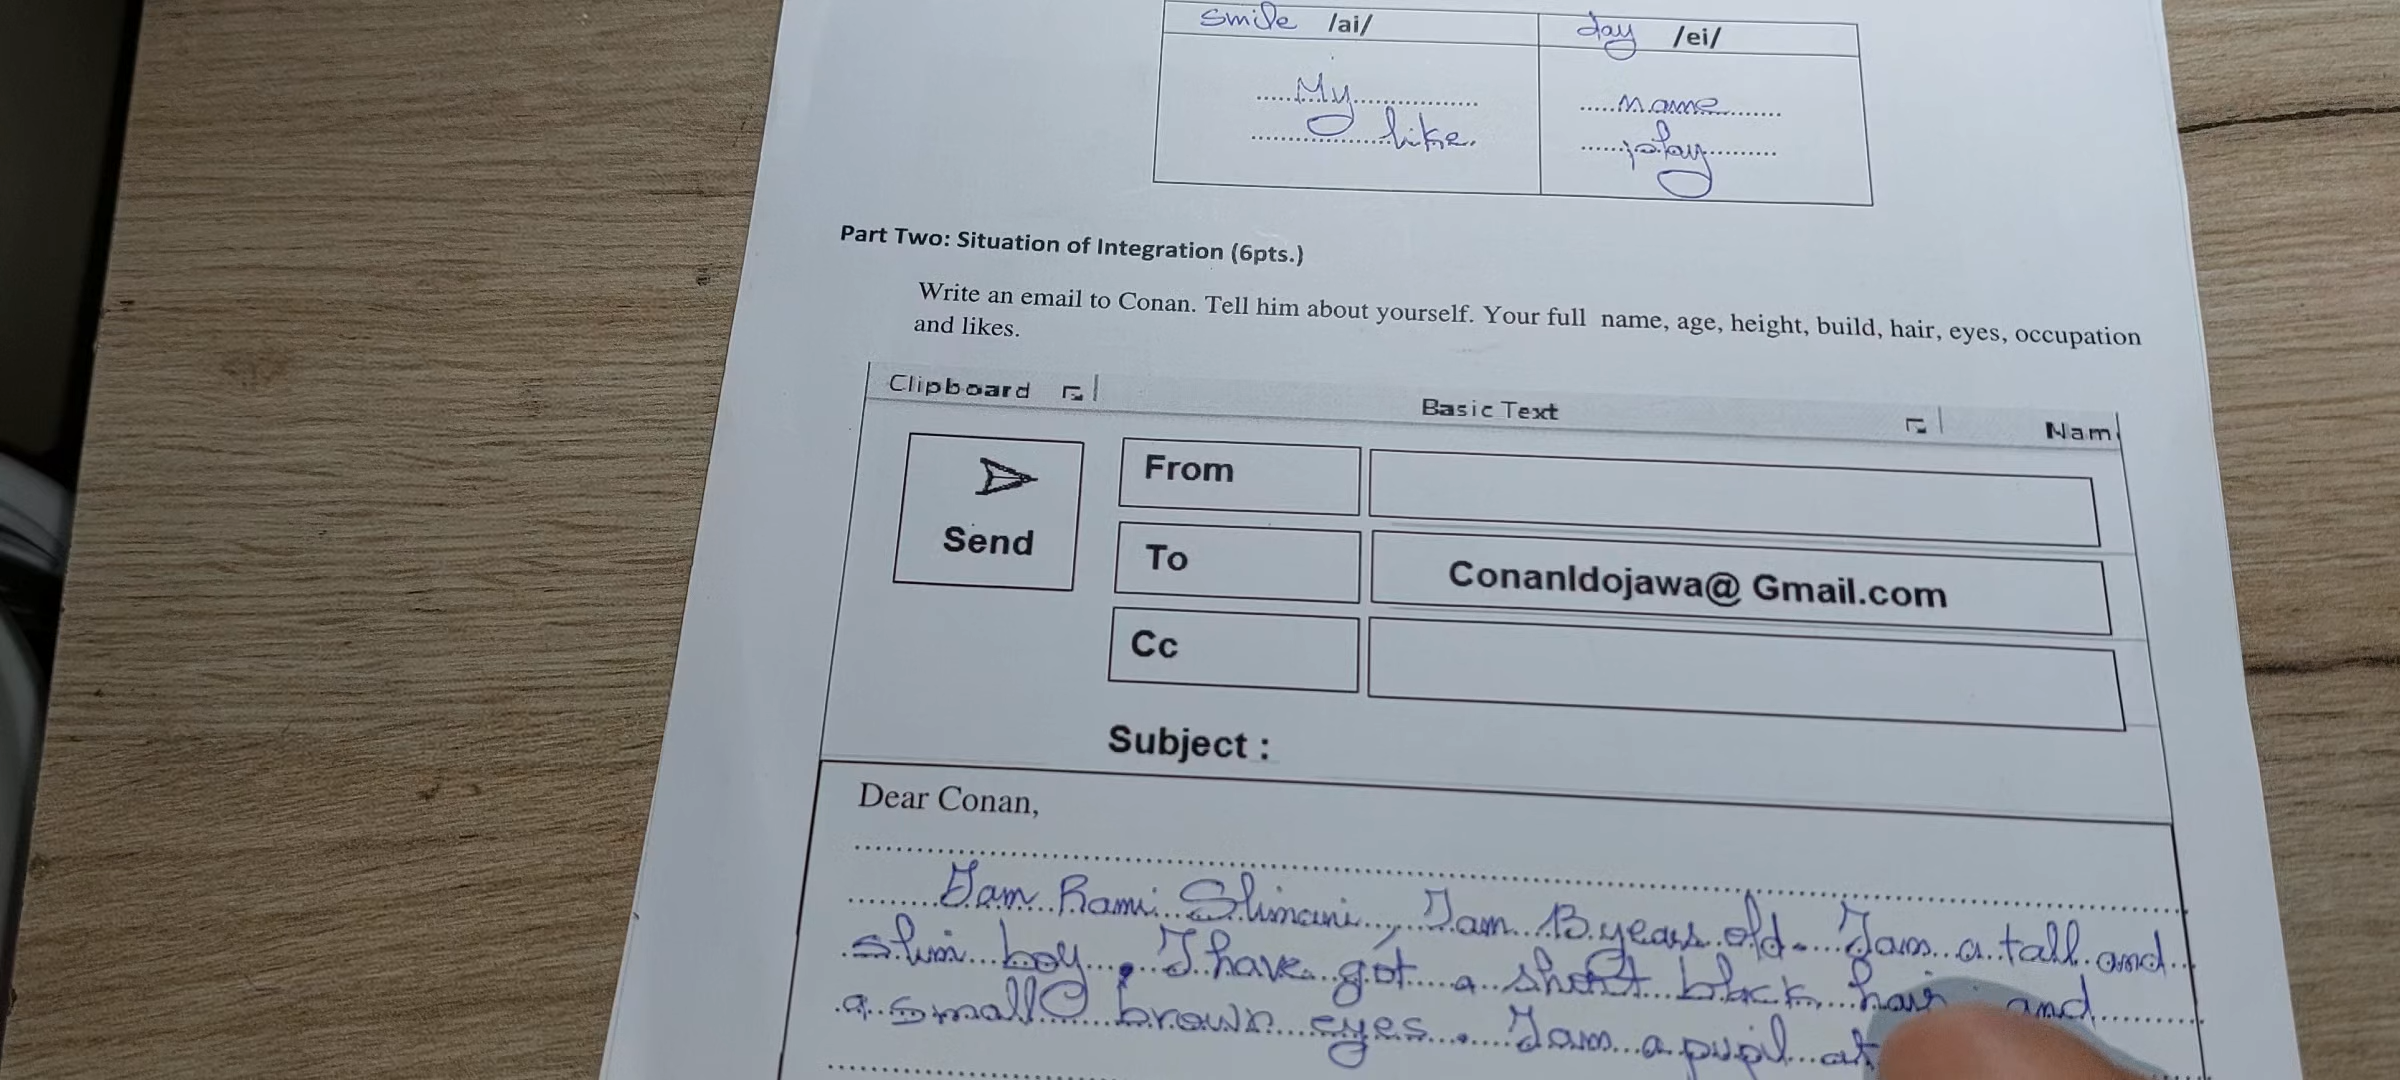 smile /ai/ day /ei/
My name
like. play
Part Two: Situation of Integration (6pts.)
Write an email to Conan. Tell him about yourself. Your full name, age, height, build, hair, eyes, occupation
and likes.
Clipboard Basic Text Nam
Send
From
To ConanIdojawa@ Gmail.com
Cc
Subject :
Dear Conan,
I am Rami Slimani, I am 13 years old. I am a tall and
slim boy, I have got a short black hair and
a small brown eyes. I am a pupil at